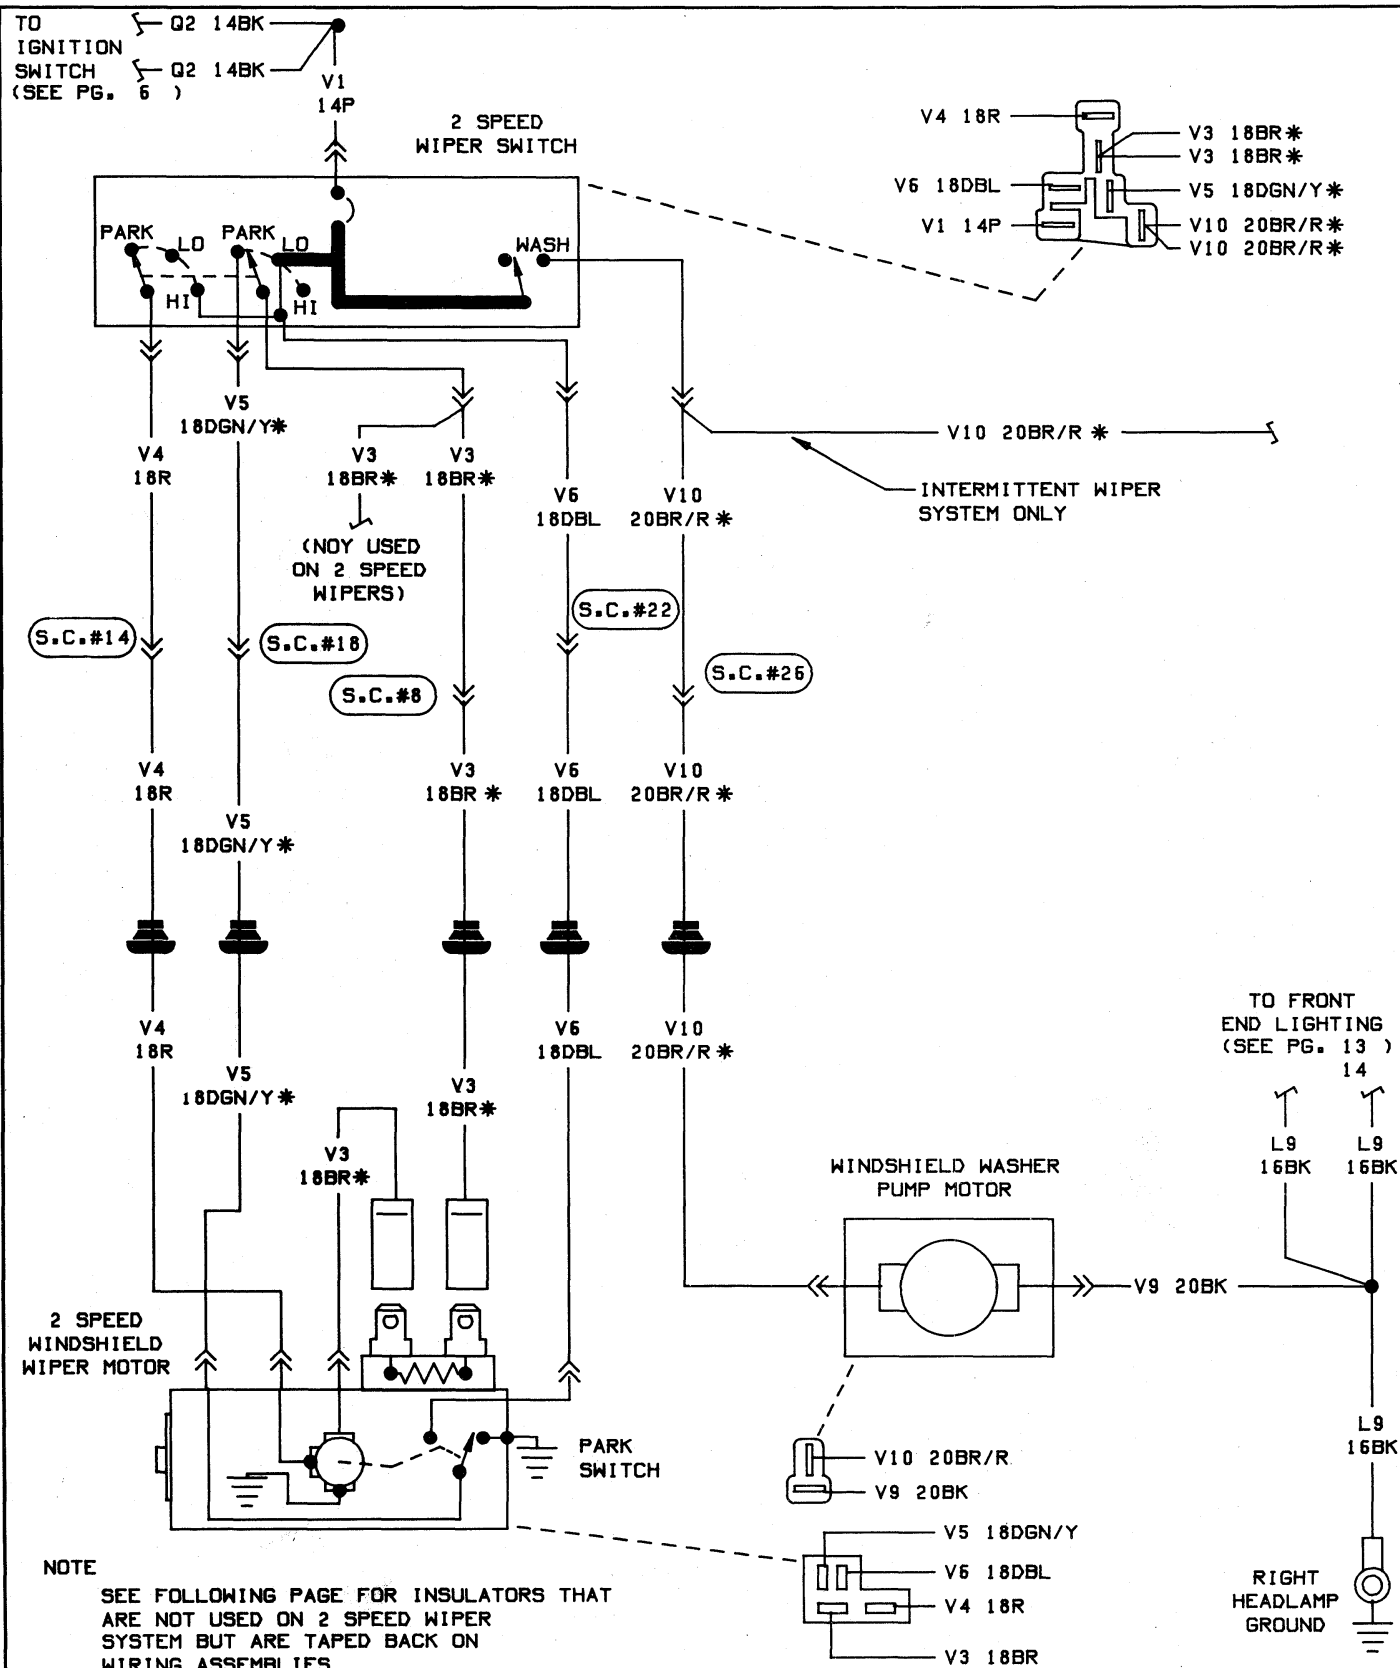 TO
IGNITION
SWITCH
(SEE PG. 6 )
Q2 14BK
Q2 14BK
V1
14P
2 SPEED
WIPER SWITCH
PARK
LO
HI
PARK
LO
HI
WASH
V4 18R
V6 18DBL
V1 14P
V3 18BR*
V3 18BR*
V5 18DGN/Y*
V10 20BR/R*
V10 20BR/R*
V5
18DGN/Y*
V4
18R
V3
18BR*
V3
18BR*
(NOY USED
ON 2 SPEED
WIPERS)
V6
18DBL
V10
20BR/R*
V10 20BR/R *
INTERMITTENT WIPER
SYSTEM ONLY
S.C.#14
S.C.#18
S.C.#8
S.C.#22
S.C.#26
V4
18R
V5
18DGN/Y*
V3
18BR *
V6
18DBL
V10
20BR/R*
V4
18R
V5
18DGN/Y*
V3
18BR*
V3
18BR*
V6
18DBL
V10
20BR/R*
TO FRONT
END LIGHTING
(SEE PG. 13 )
14
L9
16BK
L9
16BK
WINDSHIELD WASHER
PUMP MOTOR
V9 20BK
2 SPEED
WINDSHIELD
WIPER MOTOR
PARK
SWITCH
L9
16BK
V10 20BR/R
V9 20BK
V5 18DGN/Y
V6 18DBL
V4 18R
V3 18BR
RIGHT
HEADLAMP
GROUND
NOTE
SEE FOLLOWING PAGE FOR INSULATORS THAT
ARE NOT USED ON 2 SPEED WIPER
SYSTEM BUT ARE TAPED BACK ON
WIRING ASSEMBLIES